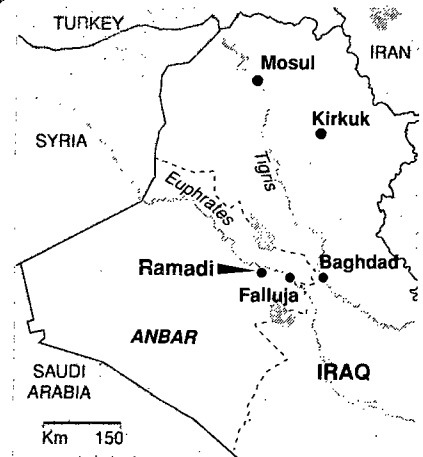 TURKEY
IRAN
Mosul
Kirkuk
SYRIA
Tigris
Euphrates
Ramadi
Baghdad
Falluja
ANBAR
IRAQ
SAUDI
ARABIA
Km 150